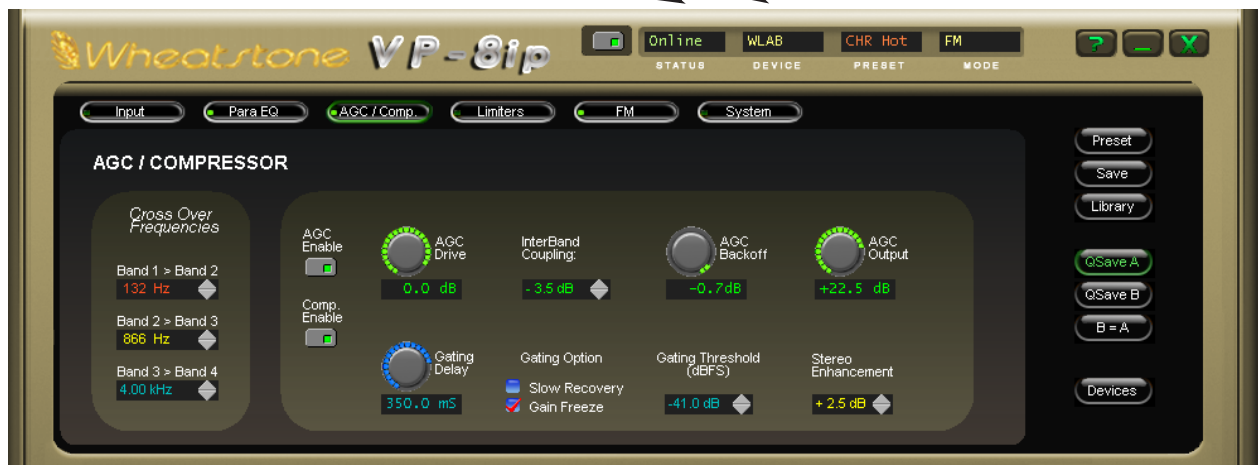 Wheatstone VP-8ip
Online WLAB CHR Hot FM
STATUS DEVICE PRESET MODE
? _ X
Input Para EQ AGC / Comp. Limiters FM System
AGC / COMPRESSOR
Cross Over
Frequencies
Band 1 > Band 2
132 Hz
Band 2 > Band 3
866 Hz
Band 3 > Band 4
4.00 kHz
AGC
Enable
Comp.
Enable
AGC
Drive
0.0 dB
InterBand
Coupling:
- 3.5 dB
AGC
Backoff
-0.7dB
AGC
Output
+22.5 dB
Gating
Delay
350.0 mS
Gating Option
Slow Recovery
Gain Freeze
Gating Threshold
(dBFS)
-41.0 dB
Stereo
Enhancement
+ 2.5 dB
Preset
Save
Library
QSave A
QSave B
B = A
Devices